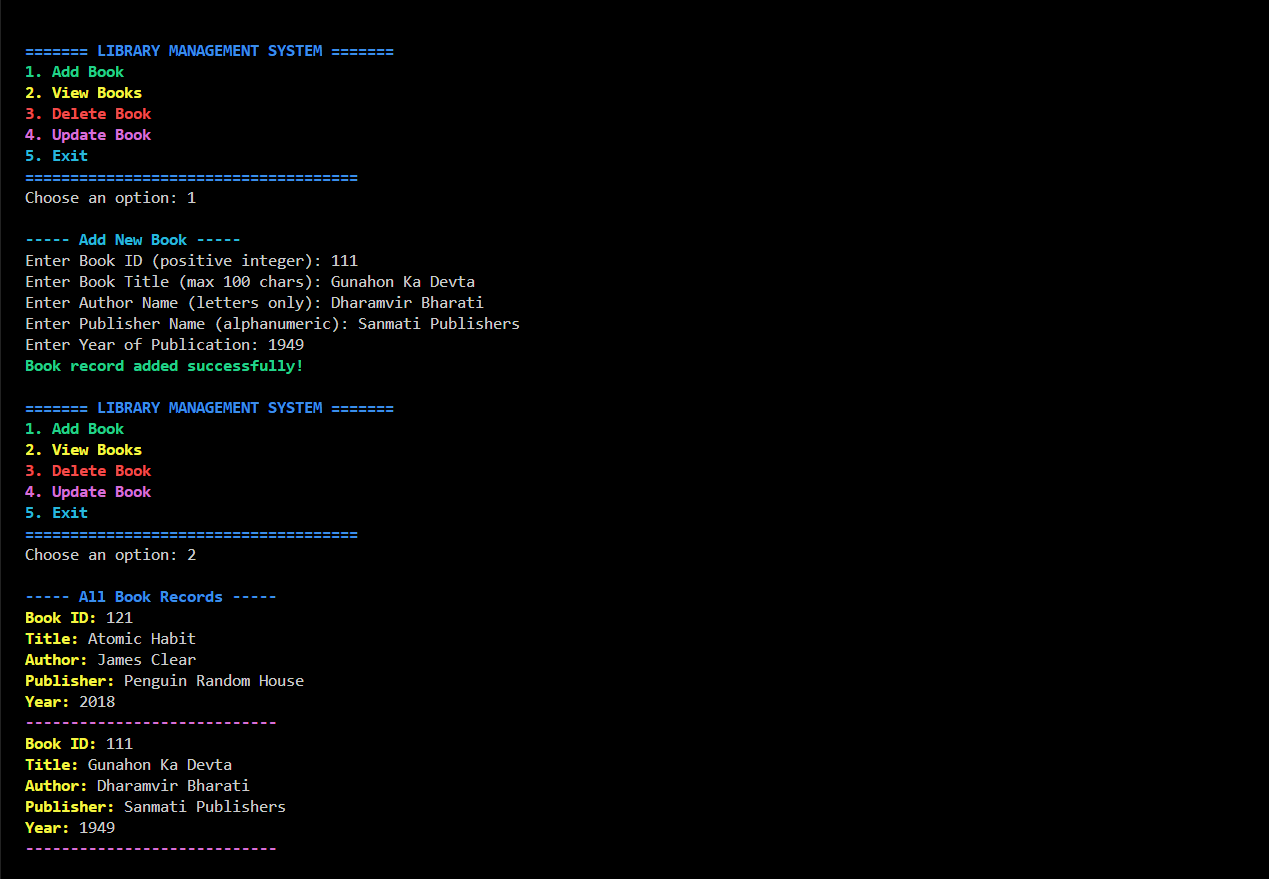 ======= LIBRARY MANAGEMENT SYSTEM =======
1. Add Book
2. View Books
3. Delete Book
4. Update Book
5. Exit
=====================================
Choose an option: 1
----- Add New Book -----
Enter Book ID (positive integer): 111
Enter Book Title (max 100 chars): Gunahon Ka Devta
Enter Author Name (letters only): Dharamvir Bharati
Enter Publisher Name (alphanumeric): Sanmati Publishers
Enter Year of Publication: 1949
Book record added successfully!
======= LIBRARY MANAGEMENT SYSTEM =======
1. Add Book
2. View Books
3. Delete Book
4. Update Book
5. Exit
=====================================
Choose an option: 2
----- All Book Records -----
Book ID: 121
Title: Atomic Habit
Author: James Clear
Publisher: Penguin Random House
Year: 2018
----------------------------
Book ID: 111
Title: Gunahon Ka Devta
Author: Dharamvir Bharati
Publisher: Sanmati Publishers
Year: 1949
----------------------------